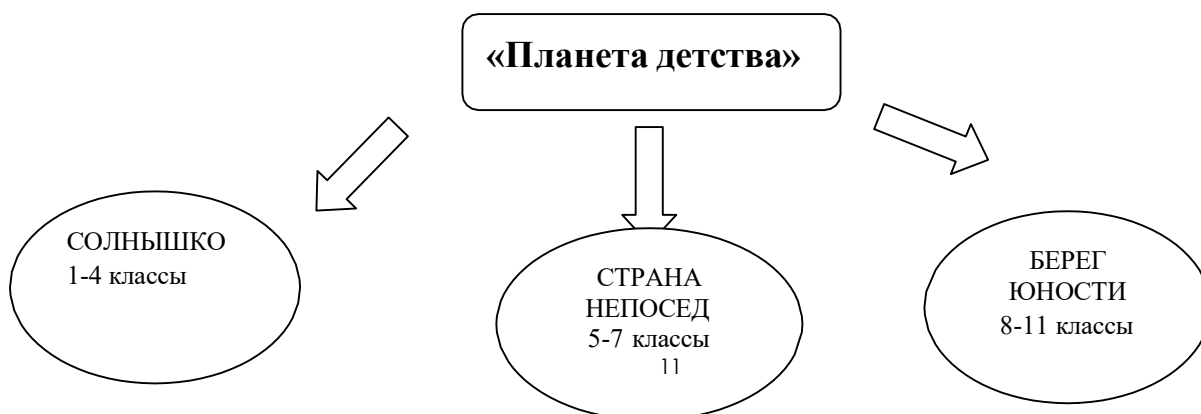 «Планета детства»
СОЛНЫШКО
1-4 классы
СТРАНА
НЕПОСЕД
5-7 классы
11
БЕРЕГ
ЮНОСТИ
8-11 классы